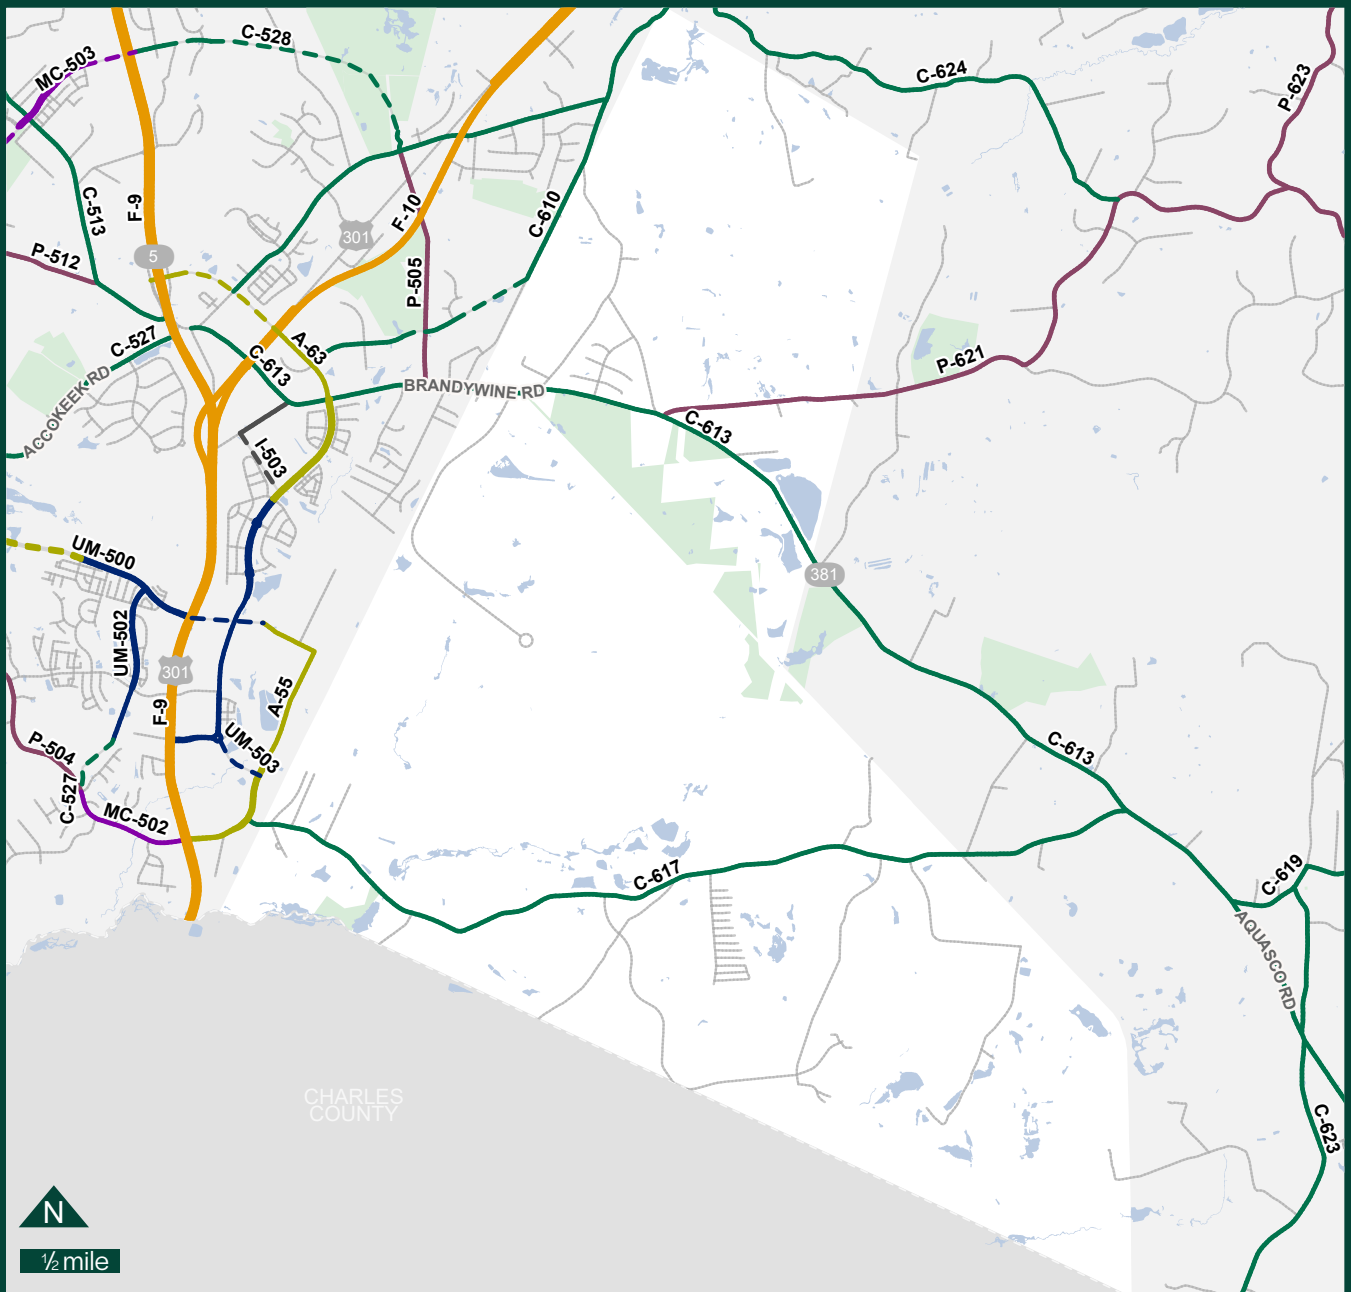 C-528
MC-503
C-624
P-623
C-513
F-9
F-10
C-610
301
5
P-512
P-505
C-527
A-63
C-613
P-621
ACCOKEEK RD
BRANDYWINE RD
C-613
I-503
UM-500
381
UM-502
301
A-55
F-9
UM-503
P-504
C-613
C-527
MC-502
C-617
C-619
AQUASCO RD
CHARLES
COUNTY
C-623
N
½ mile